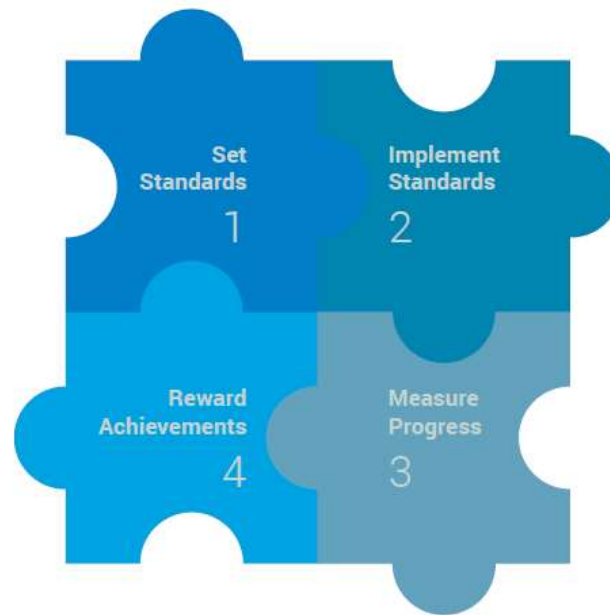 Set
Standards
1
Implement
Standards
2
Reward
Achievements
4
Measure
Progress
3